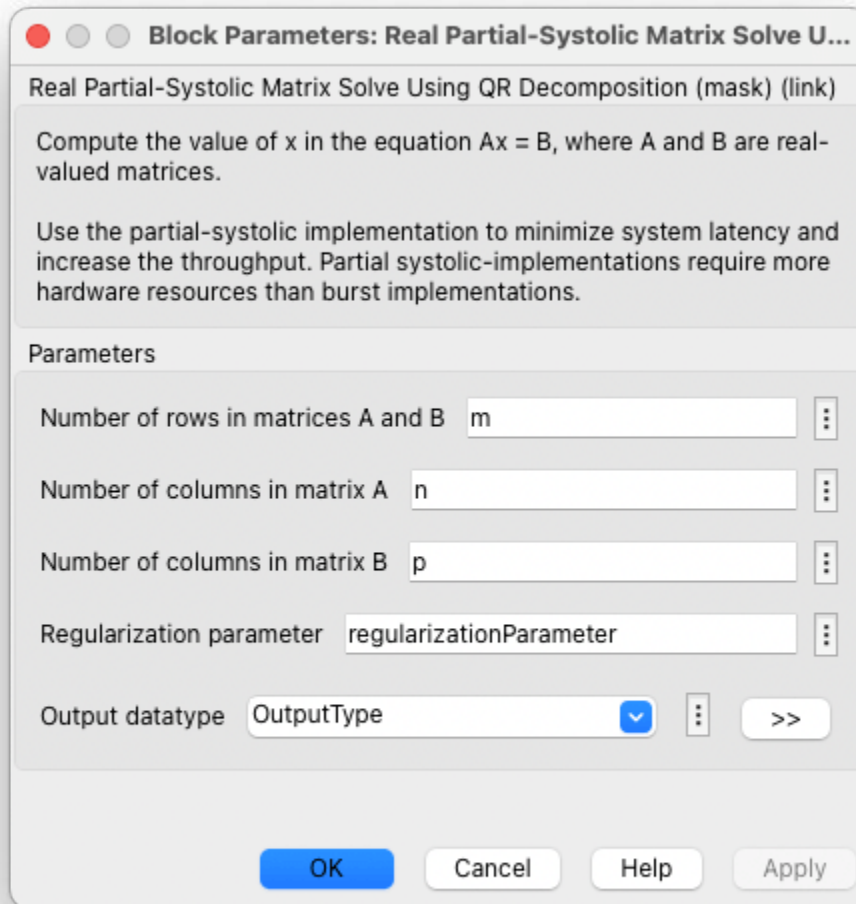 Block Parameters: Real Partial-Systolic Matrix Solve U...
Real Partial-Systolic Matrix Solve Using QR Decomposition (mask) (link)
Compute the value of x in the equation Ax = B, where A and B are real-
valued matrices.
Use the partial-systolic implementation to minimize system latency and
increase the throughput. Partial systolic-implementations require more
hardware resources than burst implementations.
Parameters
Number of rows in matrices A and B m
Number of columns in matrix A n
Number of columns in matrix B p
Regularization parameter regularizationParameter
Output datatype OutputType >>
OK Cancel Help Apply